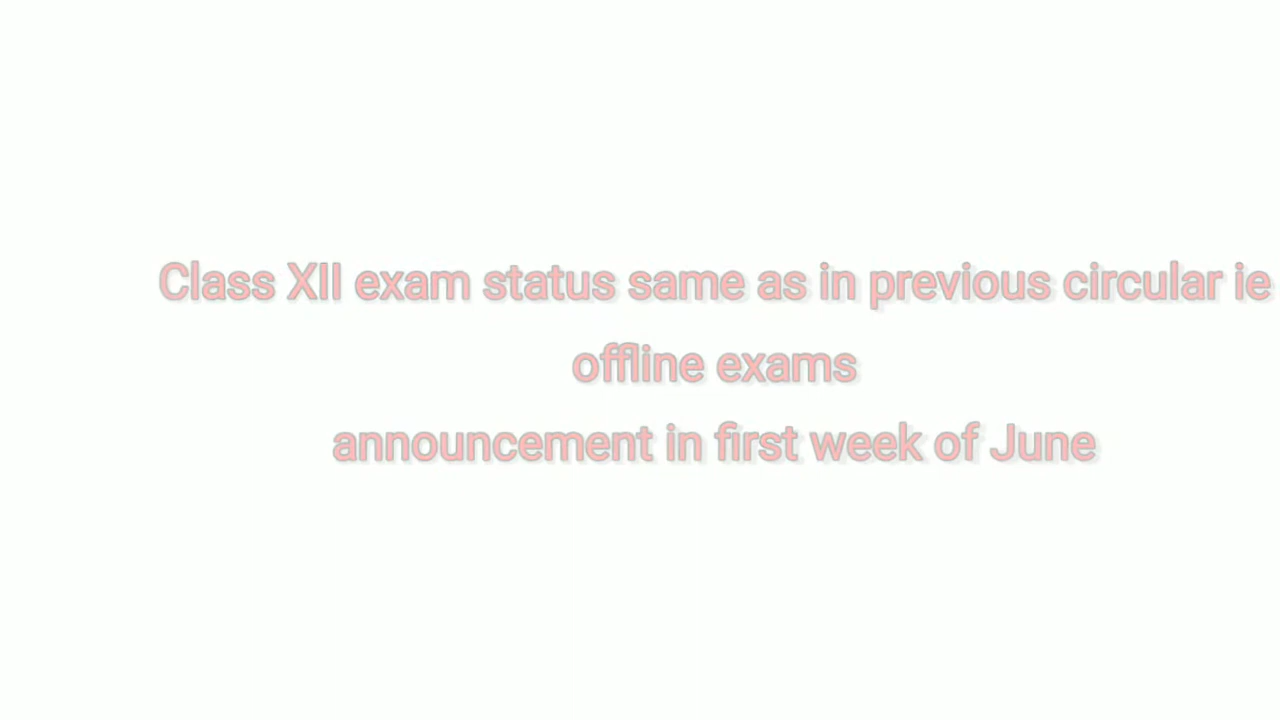 Class XII exam status same as in previous circular ie
offline exams
announcement in first week of June